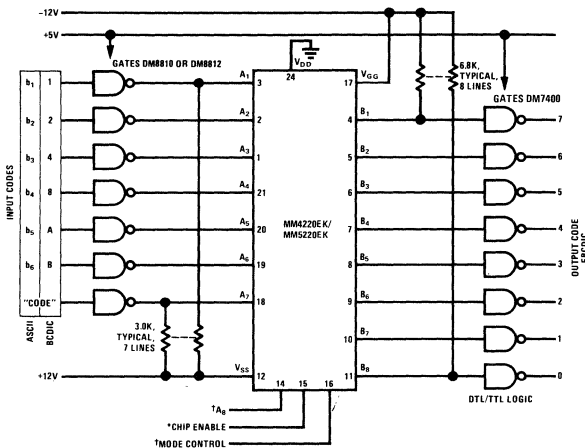 −12V
+5V
GATES DM8810 OR DM8812
VDD
24
6.8K,
TYPICAL,
8 LINES
GATES DM7400
INPUT CODES
ASCII
BCDIC
b1 1 A1 3
b2 2 A2 2
b3 4 A3 1
b4 8 A4 21
b5 A A5 20
b6 B A6 19
"CODE" A7 18
MM4220EK/
MM5220EK
17 VGG
4 B1 7
5 B2 6
6 B3 5
7 B4 4
8 B5 3
9 B6 2
10 B7 1
11 B8 0
OUTPUT CODE
EBCDIC
3.0K,
TYPICAL,
7 LINES
+12V
VSS 12
14 15 16
DTL/TTL LOGIC
†A8
*CHIP ENABLE
†MODE CONTROL